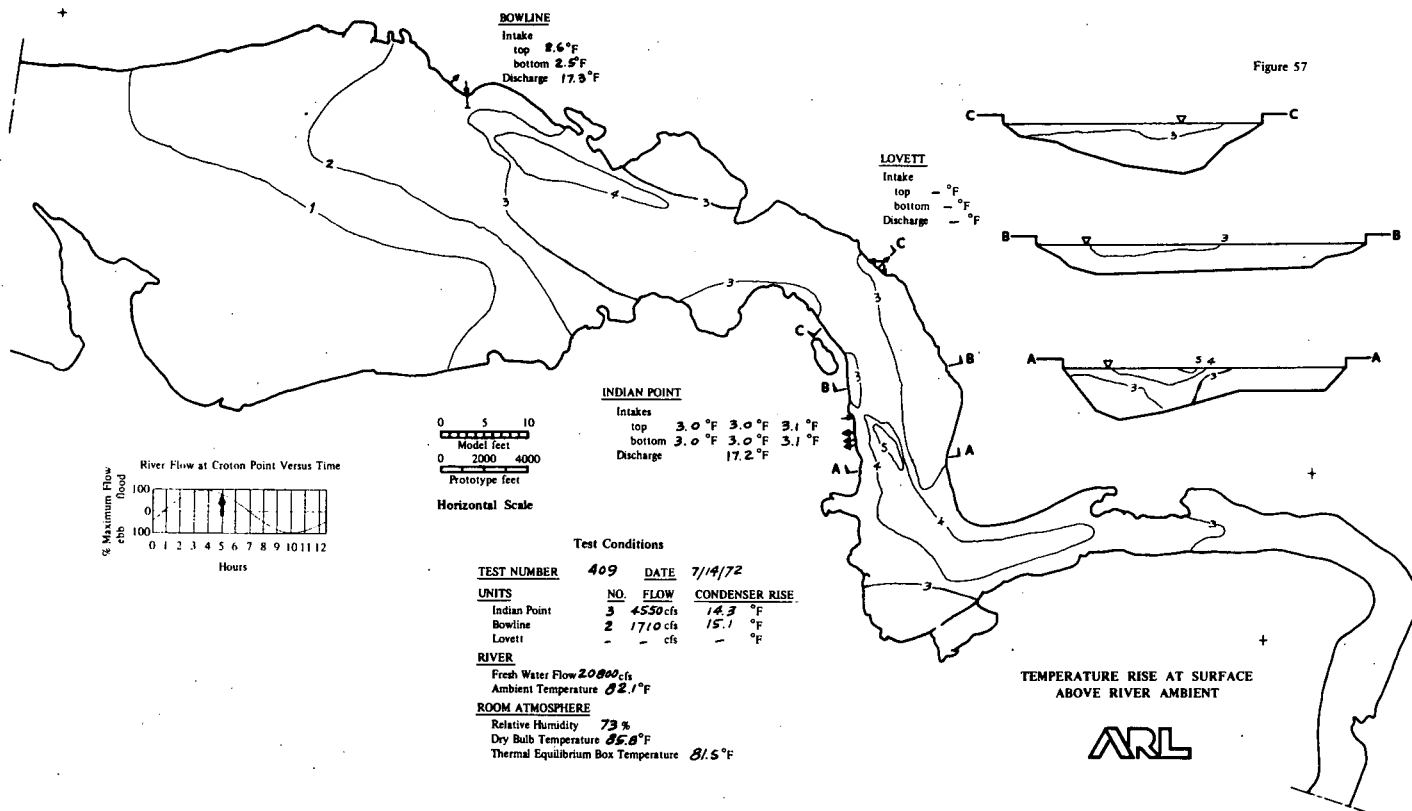 BOWLINE
Intake
top 2.6°F
bottom 2.5°F
Discharge 17.3°F
Figure 57
C C
3
LOVETT
Intake
top – °F
bottom – °F
Discharge – °F
B B
3
A A
5 4
3 3
1
2
3
4
3
3
C
3
C
B
3
B
5
A
A
4
4
3
3
INDIAN POINT
Intakes
top 3.0 °F 3.0 °F 3.1 °F
bottom 3.0 °F 3.0 °F 3.1 °F
Discharge 17.2 °F
0 5 10
Model feet
0 2000 4000
Prototype feet
Horizontal Scale
River Flow at Croton Point Versus Time
% Maximum Flow
ebb flood
100
0
100
0 1 2 3 4 5 6 7 8 9 10 11 12
Hours
Test Conditions
TEST NUMBER 409 DATE 7/14/72
UNITS NO. FLOW CONDENSER RISE
Indian Point 3 4550 cfs 14.3 °F
Bowline 2 1710 cfs 15.1 °F
Lovett – – cfs – °F
RIVER
Fresh Water Flow 20800 cfs
Ambient Temperature 82.1°F
ROOM ATMOSPHERE
Relative Humidity 73 %
Dry Bulb Temperature 85.8°F
Thermal Equilibrium Box Temperature 81.5°F
TEMPERATURE RISE AT SURFACE
ABOVE RIVER AMBIENT
ARL